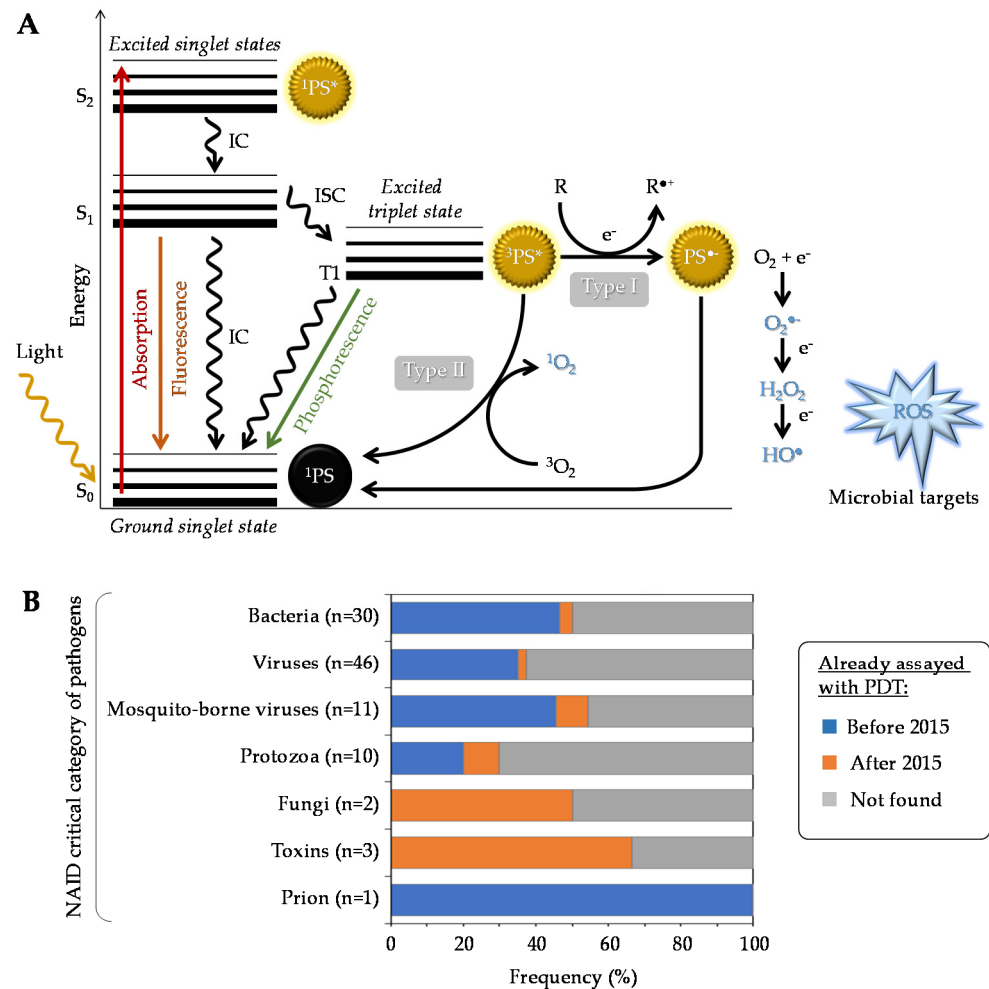 A
Excited singlet states
S₂
¹PS*
IC
S₁
ISC
Excited
triplet state
T1
³PS*
R
R•⁺
e⁻
PS•⁻
Type I
O₂ + e⁻
O₂•⁻
e⁻
H₂O₂
e⁻
HO•
ROS
Microbial targets
Energy
Light
Absorption
Fluorescence
IC
Phosphorescence
Type II
¹O₂
³O₂
¹PS
S₀
Ground singlet state
B
NAID critical category of pathogens
Bacteria (n=30)
Viruses (n=46)
Mosquito-borne viruses (n=11)
Protozoa (n=10)
Fungi (n=2)
Toxins (n=3)
Prion (n=1)
0 20 40 60 80 100
Frequency (%)
Already assayed
with PDT:
Before 2015
After 2015
Not found